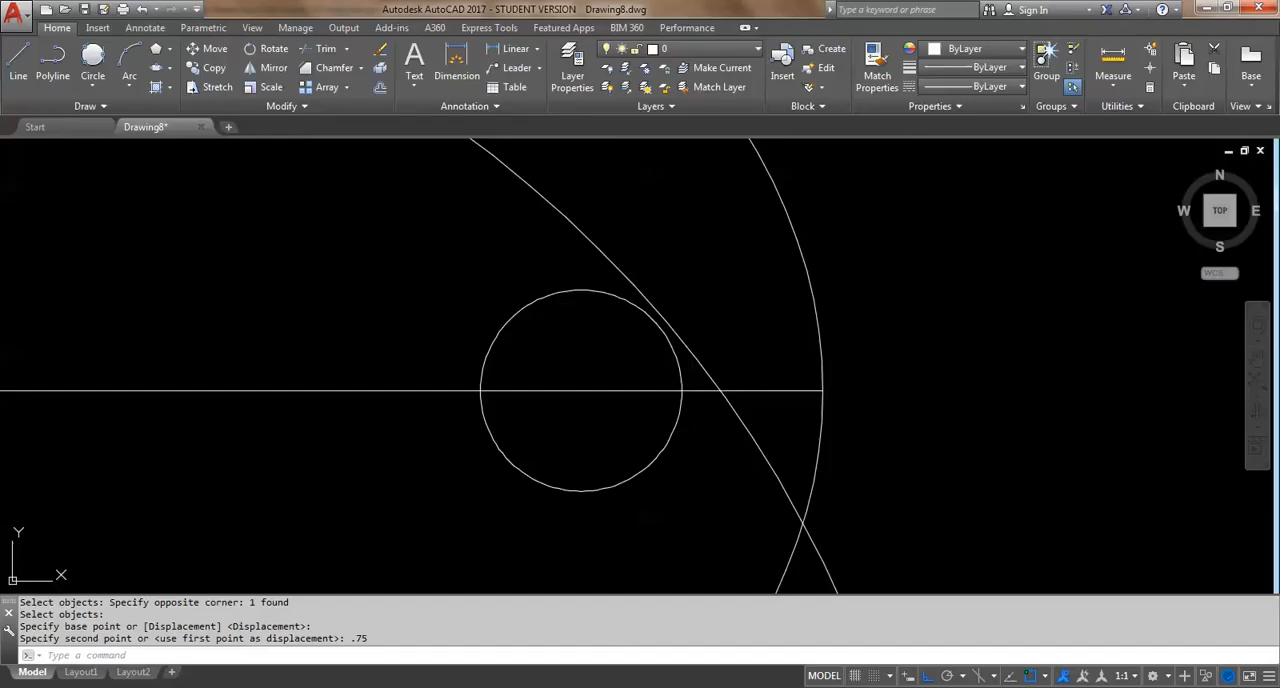 Autodesk AutoCAD 2017 - STUDENT VERSION Drawing8.dwg
Type a keyword or phrase
Sign In
Home Insert Annotate Parametric View Manage Output Add-ins A360 Express Tools Featured Apps BIM 360 Performance
Line Polyline Circle Arc
Move Rotate Trim
Copy Mirror Chamfer
Stretch Scale Array
Text Dimension
Linear
Leader
Table
Layer Properties
0
Make Current
Match Layer
Insert
Create
Edit
Match Properties
ByLayer
ByLayer
ByLayer
Group
Measure
Paste
Base
Draw Modify Annotation Layers Block Properties Groups Utilities Clipboard View
Start Drawing8*
N
W TOP E
S
WCS
Y
X
Select objects: Specify opposite corner: 1 found
Select objects:
Specify base point or [Displacement] <Displacement>:
Specify second point or <use first point as displacement>: .75
Type a command
Model Layout1 Layout2
MODEL
1:1